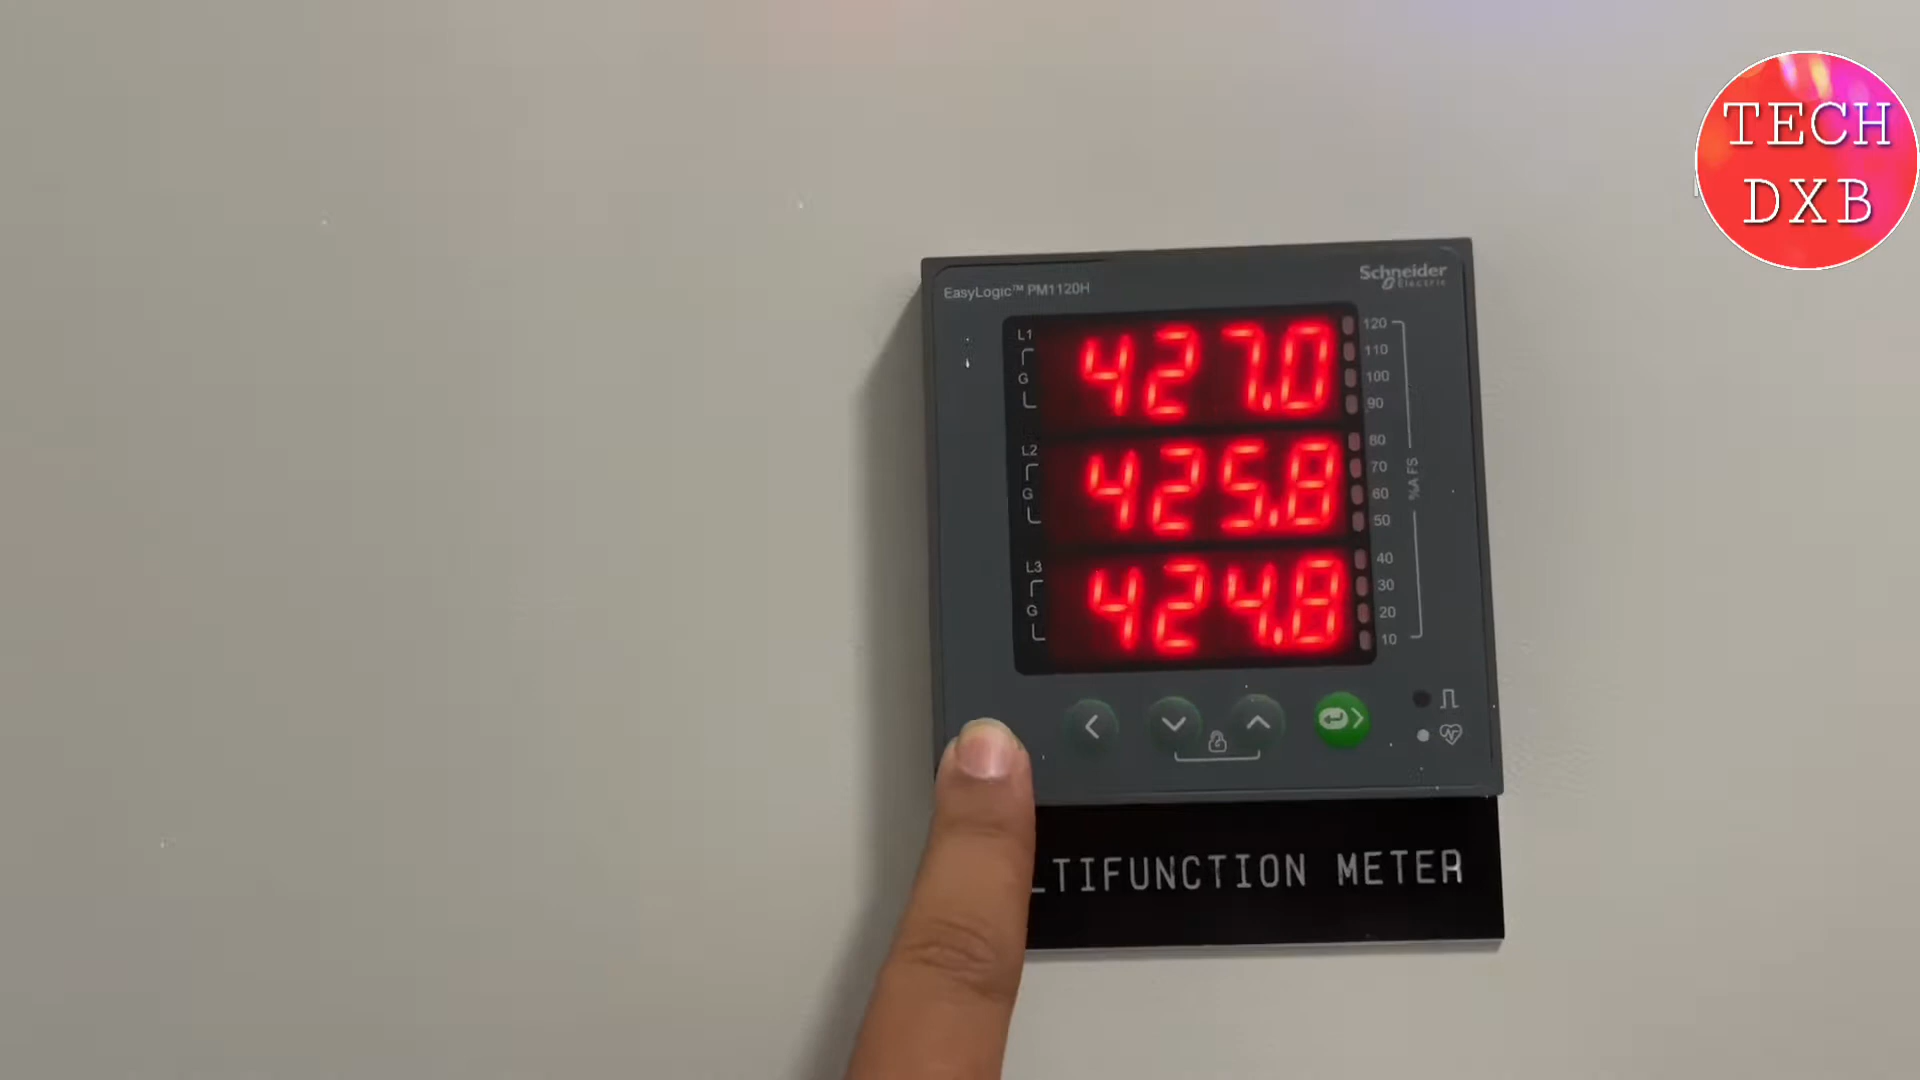 TECH
DXB
Schneider
Electric
EasyLogic™ PM1120H
L1
G
427.0
L2
G
425.8
L3
G
424.8
120
110
100
90
80
70
60
50
40
30
20
10
%A FS
LTIFUNCTION METER